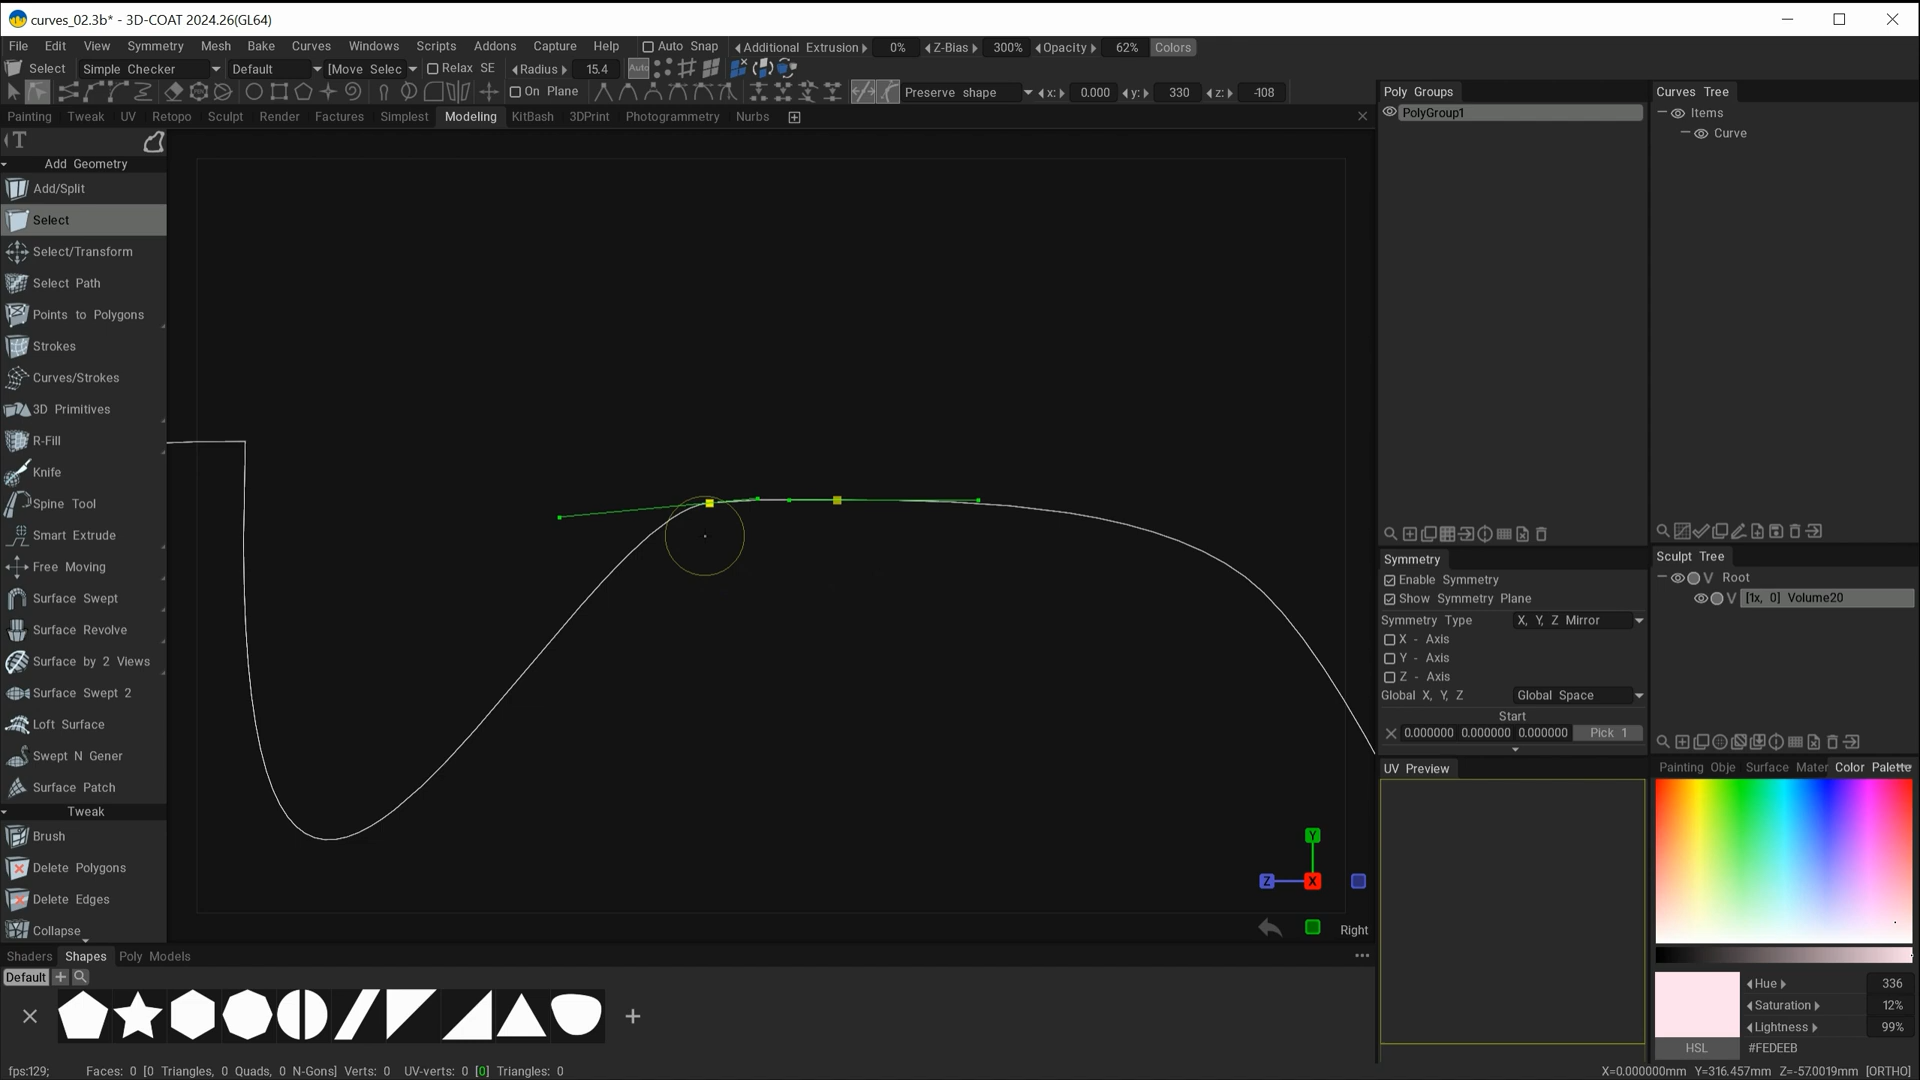 curves_02.3b* - 3D-COAT 2024.26(GL64)
File Edit View Symmetry Mesh Bake Curves Windows Scripts Addons Capture Help Auto Snap Additional Extrusion 0% Z-Bias 300% Opacity 62% Colors
Select Simple Checker Default [Move Selec Relax SE Radius 15.4 Auto
On Plane Preserve shape x: 0.000 y: 330 z: -108
Painting Tweak UV Retopo Sculpt Render Factures Simplest Modeling KitBash 3DPrint Photogrammetry Nurbs
T
Add Geometry
Add/Split
Select
Select/Transform
Select Path
Points to Polygons
Strokes
Curves/Strokes
3D Primitives
R-Fill
Knife
Spine Tool
Smart Extrude
Free Moving
Surface Swept
Surface Revolve
Surface by 2 Views
Surface Swept 2
Loft Surface
Swept N Gener
Surface Patch
Tweak
Brush
Delete Polygons
Delete Edges
Collapse
Y
Z X
Right
Poly Groups
PolyGroup1
Symmetry
Enable Symmetry
Show Symmetry Plane
Symmetry Type X, Y, Z Mirror
X - Axis
Y - Axis
Z - Axis
Global X, Y, Z Global Space
Start
0.000000 0.000000 0.000000 Pick 1
UV Preview
Curves Tree
Items
Curve
Sculpt Tree
V Root
V [1x, 0] Volume20
Painting Obje Surface Mater Color Palette
Hue 336
Saturation 12%
Lightness 99%
HSL #FEDEEB
Shaders Shapes Poly Models
Default
fps:129; Faces: 0 [0 Triangles, 0 Quads, 0 N-Gons] Verts: 0 UV-verts: 0 [0] Triangles: 0
X=0.000000mm Y=316.457mm Z=-57.0019mm [ORTHO]